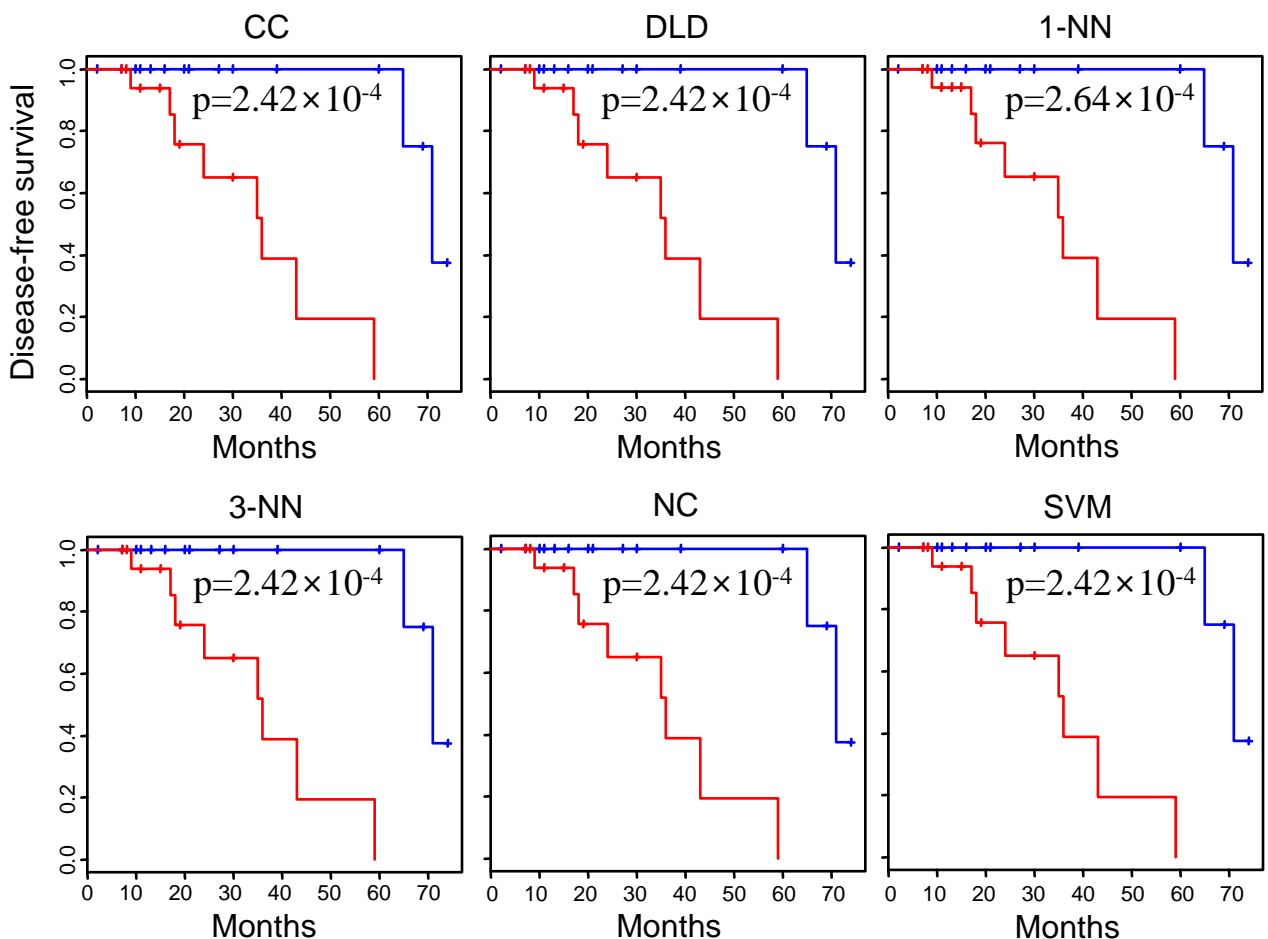 CC DLD 1-NN
Disease-free survival
1.0
0.8
0.6
0.4
0.2
0.0
p=2.42×10-4 p=2.42×10-4 p=2.64×10-4
0 10 20 30 40 50 60 70 0 10 20 30 40 50 60 70 0 10 20 30 40 50 60 70
Months Months Months
3-NN NC SVM
1.0
0.8
0.6
0.4
0.2
0.0
p=2.42×10-4 p=2.42×10-4 p=2.42×10-4
0 10 20 30 40 50 60 70 0 10 20 30 40 50 60 70 0 10 20 30 40 50 60 70
Months Months Months